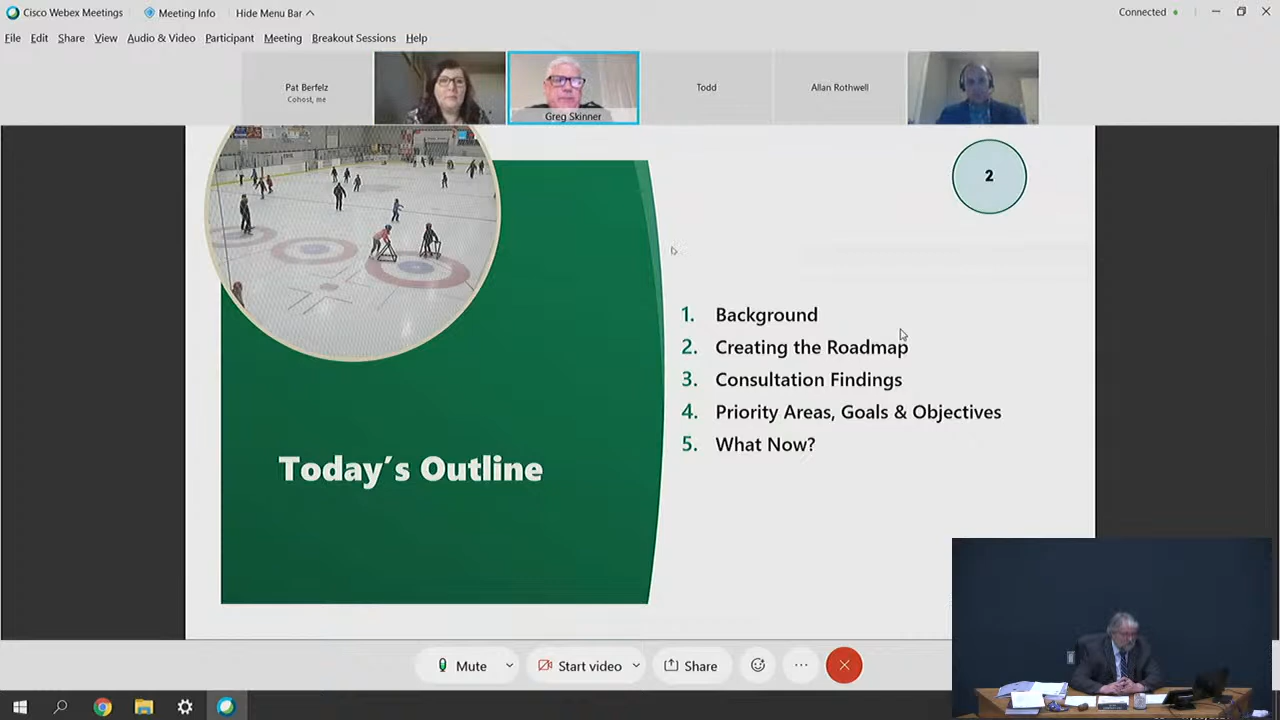 Cisco Webex Meetings
Meeting Info
Hide Menu Bar
Connected
File Edit Share View Audio & Video Participant Meeting Breakout Sessions Help
Pat Berfelz
Cohost, me
Greg Skinner
Todd
Allan Rothwell
2
1. Background
2. Creating the Roadmap
3. Consultation Findings
4. Priority Areas, Goals & Objectives
5. What Now?
Today's Outline
Mute
Start video
Share